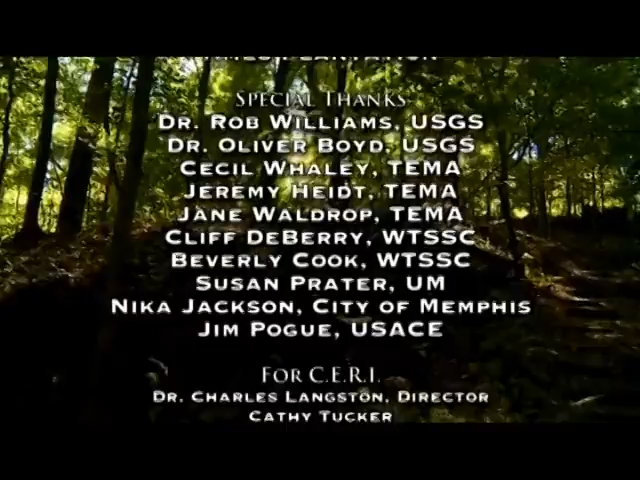 Special Thanks
Dr. Rob Williams, USGS
Dr. Oliver Boyd, USGS
Cecil Whaley, TEMA
Jeremy Heidt, TEMA
Jane Waldrop, TEMA
Cliff DeBerry, WTSSC
Beverly Cook, WTSSC
Susan Prater, UM
Nika Jackson, City of Memphis
Jim Pogue, USACE
For C.E.R.I.
Dr. Charles Langston, Director
Cathy Tucker